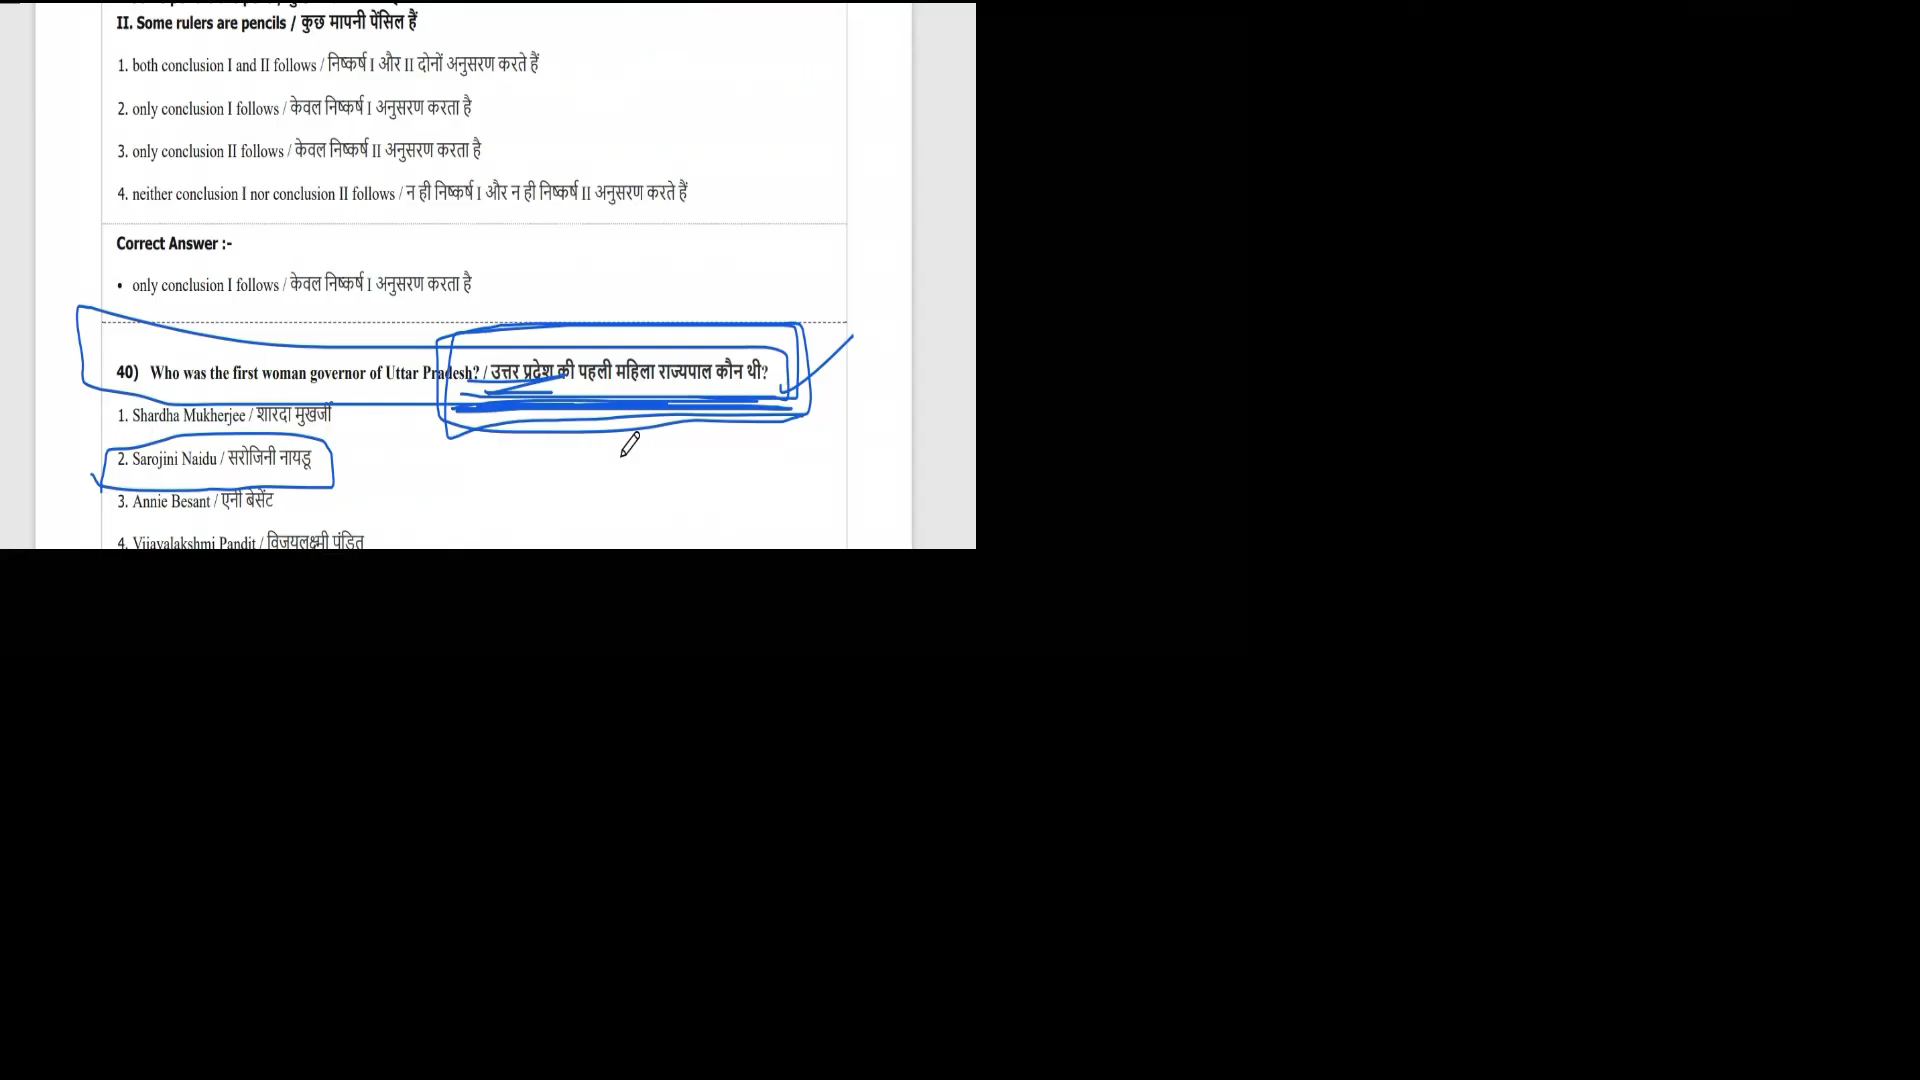 II. Some rulers are pencils / कुछ मापनी पेंसिल हैं
1. both conclusion I and II follows / निष्कर्ष I और II दोनों अनुसरण करते हैं
2. only conclusion I follows / केवल निष्कर्ष I अनुसरण करता है
3. only conclusion II follows / केवल निष्कर्ष II अनुसरण करता है
4. neither conclusion I nor conclusion II follows / न ही निष्कर्ष I और न ही निष्कर्ष II अनुसरण करते हैं
Correct Answer :-
• only conclusion I follows / केवल निष्कर्ष I अनुसरण करता है
40) Who was the first woman governor of Uttar Pradesh? / उत्तर प्रदेश की पहली महिला राज्यपाल कौन थी?
1. Shardha Mukherjee / शारदा मुखर्जी
2. Sarojini Naidu / सरोजिनी नायडू
3. Annie Besant / एनी बेसेंट
4. Vijayalakshmi Pandit / विजयलक्ष्मी पंडित